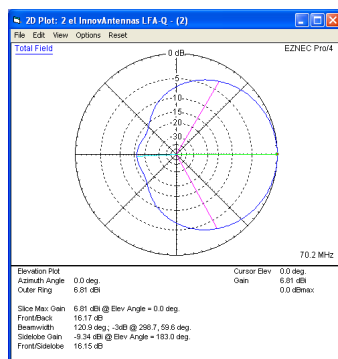 2D Plot: 2 el InnovAntennas LFA-Q - (2)
File Edit View Options Reset
Total Field
EZNEC Pro/4
0 dB
-5
-10
-15
-20
-30
70.2 MHz
Elevation Plot
Azimuth Angle 0.0 deg.
Outer Ring 6.81 dBi
Cursor Elev 0.0 deg.
Gain 6.81 dBi
0.0 dBmax
Slice Max Gain 6.81 dBi @ Elev Angle = 0.0 deg.
Front/Back 16.17 dB
Beamwidth 120.9 deg.; -3dB @ 298.7, 59.6 deg.
Sidelobe Gain -9.34 dBi @ Elev Angle = 183.0 deg.
Front/Sidelobe 16.15 dB